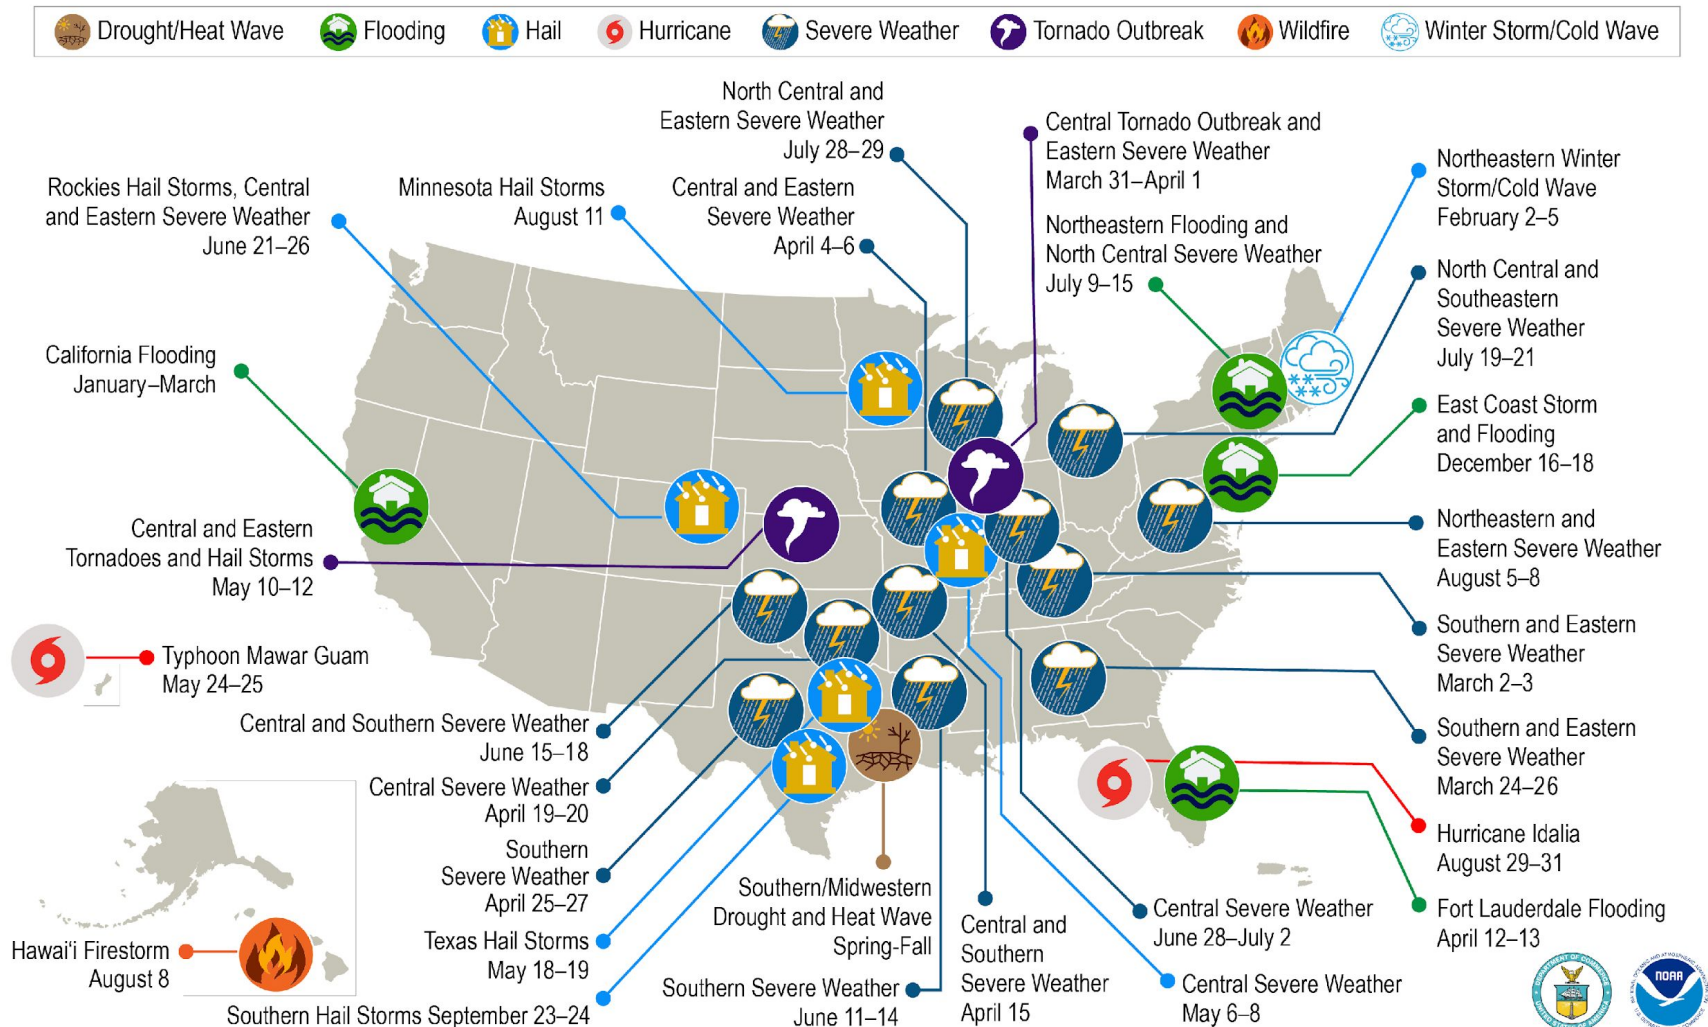 Drought/Heat Wave
Flooding
Hail
Hurricane
Severe Weather
Tornado Outbreak
Wildfire
Winter Storm/Cold Wave
North Central and
Eastern Severe Weather
July 28–29
Central Tornado Outbreak and
Eastern Severe Weather
March 31–April 1
Northeastern Winter
Storm/Cold Wave
February 2–5
Rockies Hail Storms, Central
and Eastern Severe Weather
June 21–26
Minnesota Hail Storms
August 11
Central and Eastern
Severe Weather
April 4–6
Northeastern Flooding and
North Central Severe Weather
July 9–15
North Central and
Southeastern
Severe Weather
July 19–21
California Flooding
January–March
East Coast Storm
and Flooding
December 16–18
Central and Eastern
Tornadoes and Hail Storms
May 10–12
Northeastern and
Eastern Severe Weather
August 5–8
Typhoon Mawar Guam
May 24–25
Southern and Eastern
Severe Weather
March 2–3
Central and Southern Severe Weather
June 15–18
Southern and Eastern
Severe Weather
March 24–26
Central Severe Weather
April 19–20
Hurricane Idalia
August 29–31
Southern
Severe Weather
April 25–27
Southern/Midwestern
Drought and Heat Wave
Spring-Fall
Central and
Southern
Severe Weather
April 15
Central Severe Weather
June 28–July 2
Fort Lauderdale Flooding
April 12–13
Texas Hail Storms
May 18–19
Hawai‘i Firestorm
August 8
Southern Severe Weather
June 11–14
Central Severe Weather
May 6–8
Southern Hail Storms September 23–24
DEPARTMENT OF COMMERCE
UNITED STATES OF AMERICA
NOAA